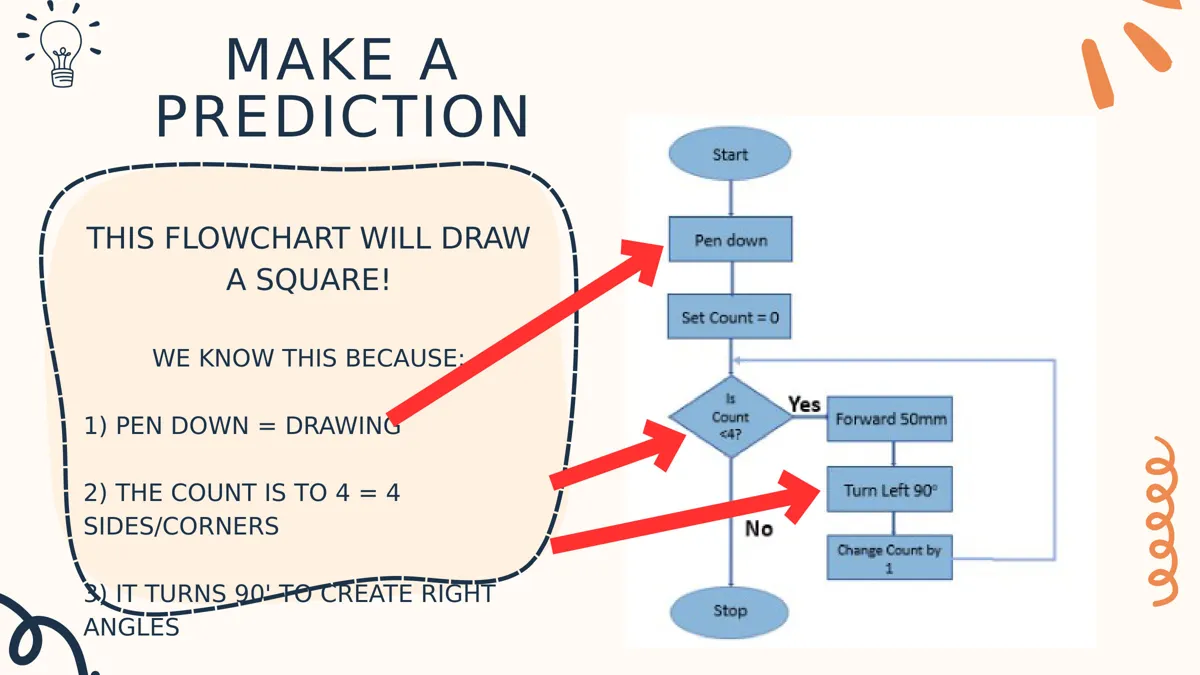 MAKE A
PREDICTION
THIS FLOWCHART WILL DRAW
A SQUARE!
WE KNOW THIS BECAUSE:
1) PEN DOWN = DRAWING
2) THE COUNT IS TO 4 = 4
SIDES/CORNERS
3) IT TURNS 90' TO CREATE RIGHT
ANGLES
Start
Pen down
Set Count = 0
Is
Count
<4?
Yes
Forward 50mm
Turn Left 90°
No
Change Count by
1
Stop